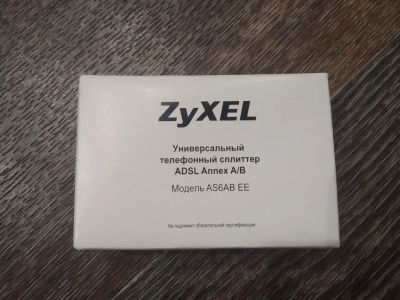 ZyXEL
Универсальный
телефонный сплиттер
ADSL Annex A/B
Модель AS6AB EE
Не подлежит обязательной сертификации